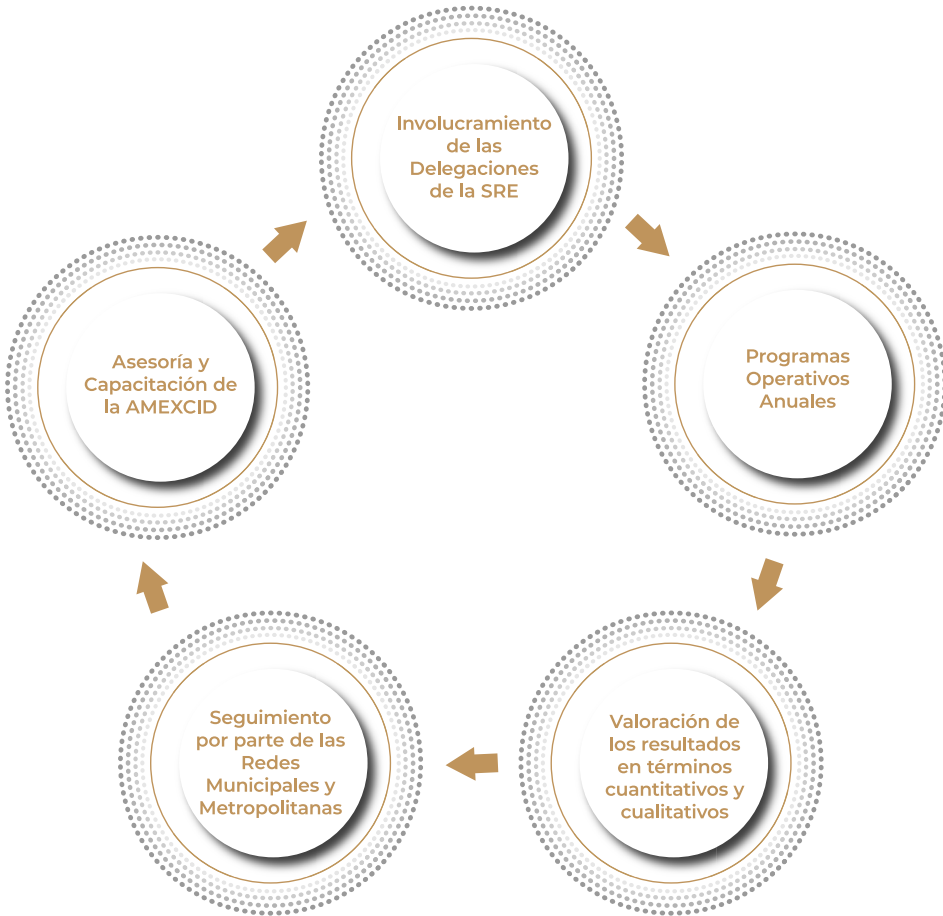 Involucramiento
de las
Delegaciones
de la SRE
Programas
Operativos
Anuales
Valoración de
los resultados
en términos
cuantitativos y
cualitativos
Seguimiento
por parte de las
Redes
Municipales y
Metropolitanas
Asesoría y
Capacitación de
la AMEXCID